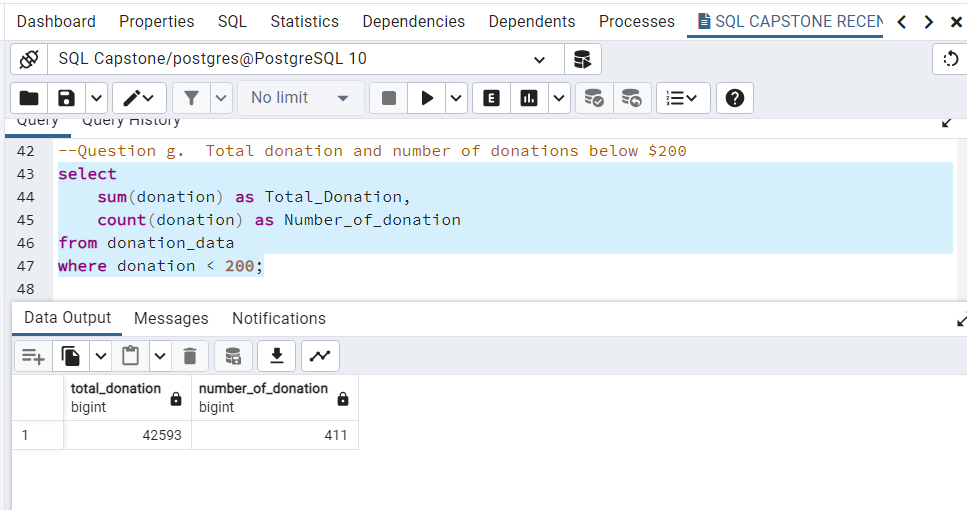 Dashboard Properties SQL Statistics Dependencies Dependents Processes SQL CAPSTONE RECEN
SQL Capstone/postgres@PostgreSQL 10
No limit
E
Query Query History
42 --Question g. Total donation and number of donations below $200
43 select
44 sum(donation) as Total_Donation,
45 count(donation) as Number_of_donation
46 from donation_data
47 where donation < 200;
48
Data Output Messages Notifications
total_donation number_of_donation
bigint bigint
1 42593 411